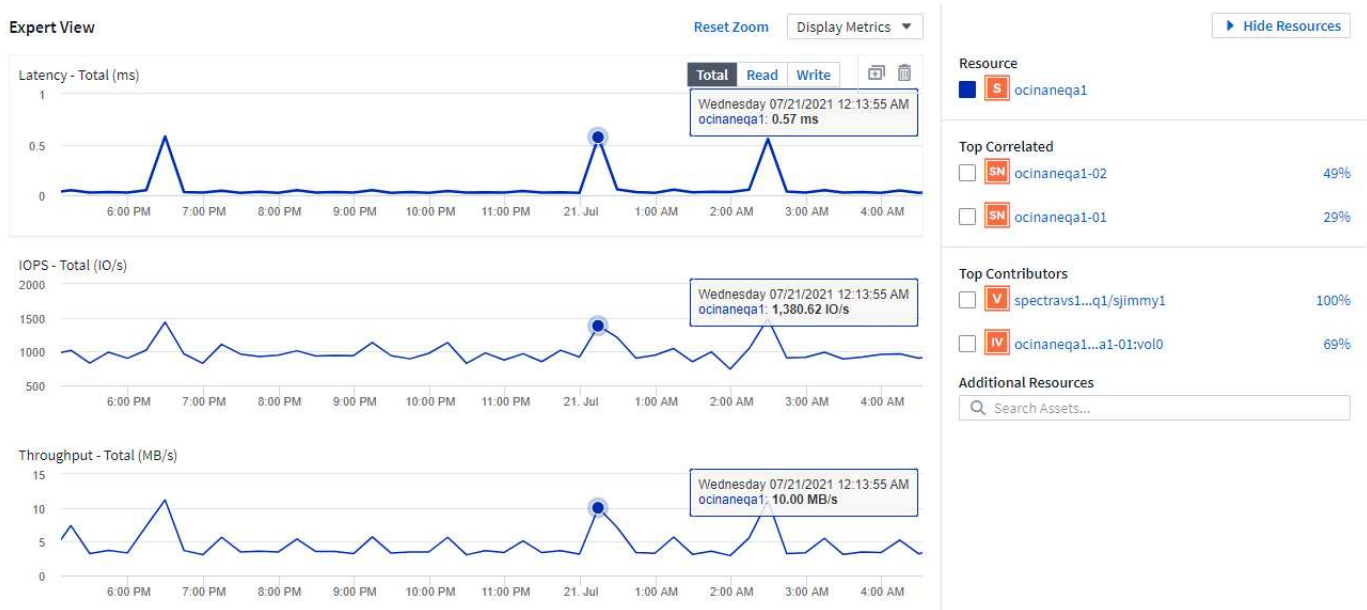 Expert View
Reset Zoom
Display Metrics
Hide Resources
Latency - Total (ms)
Total
Read
Write
1
0.5
0
Wednesday 07/21/2021 12:13:55 AM
ocinaneqa1: 0.57 ms
6:00 PM 7:00 PM 8:00 PM 9:00 PM 10:00 PM 11:00 PM 21. Jul 1:00 AM 2:00 AM 3:00 AM 4:00 AM
IOPS - Total (IO/s)
2000
1500
1000
500
Wednesday 07/21/2021 12:13:55 AM
ocinaneqa1: 1,380.62 IO/s
6:00 PM 7:00 PM 8:00 PM 9:00 PM 10:00 PM 11:00 PM 21. Jul 1:00 AM 2:00 AM 3:00 AM 4:00 AM
Throughput - Total (MB/s)
15
10
5
0
Wednesday 07/21/2021 12:13:55 AM
ocinaneqa1: 10.00 MB/s
6:00 PM 7:00 PM 8:00 PM 9:00 PM 10:00 PM 11:00 PM 21. Jul 1:00 AM 2:00 AM 3:00 AM 4:00 AM
Resource
S ocinaneqa1
Top Correlated
SN ocinaneqa1-02 49%
SN ocinaneqa1-01 29%
Top Contributors
V spectravs1...q1/sjimmy1 100%
IV ocinaneqa1...a1-01:vol0 69%
Additional Resources
Search Assets...